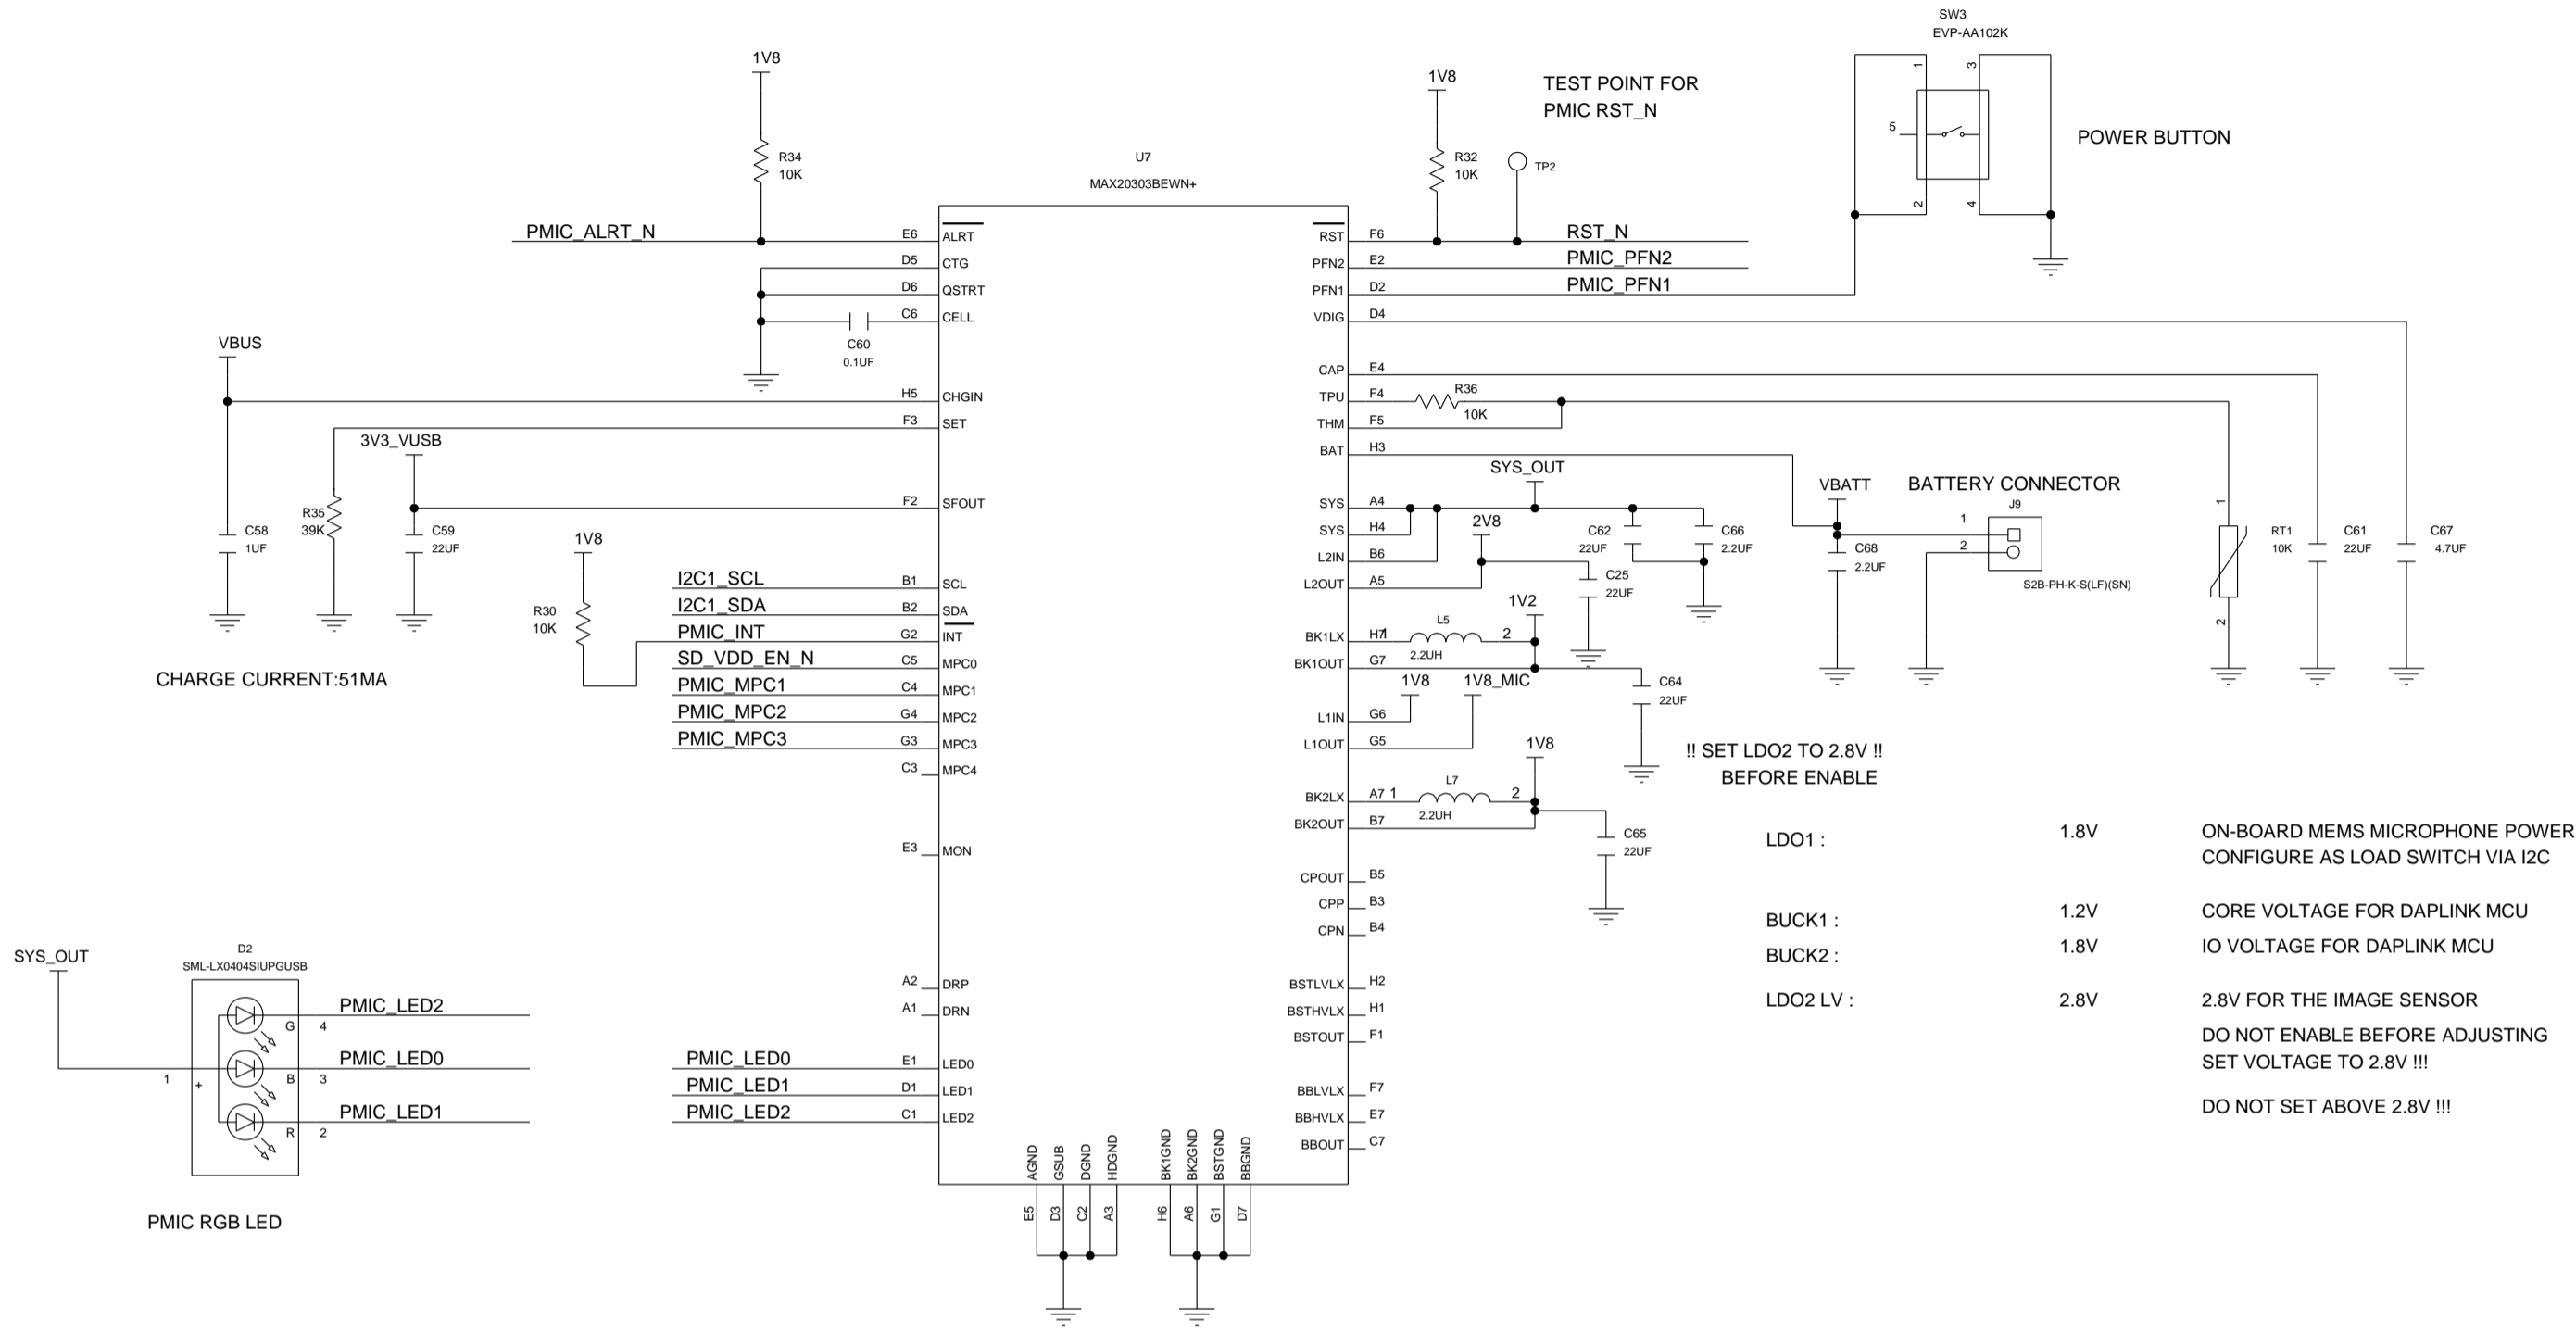 SW3
EVP-AA102K
1
3
5
2
4
POWER BUTTON
1V8
R34
10K
1V8
R32
10K
TEST POINT FOR
PMIC RST_N
TP2
U7
MAX20303BEWN+
PMIC_ALRT_N
E6
ALRT
D5
CTG
D6
QSTRT
C6
CELL
C60
0.1UF
VBUS
H5
CHGIN
F3
SET
3V3_VUSB
R35
39K
F2
SFOUT
C58
1UF
C59
22UF
1V8
R30
10K
I2C1_SCL
B1
SCL
I2C1_SDA
B2
SDA
PMIC_INT
G2
INT
SD_VDD_EN_N
C5
MPC0
PMIC_MPC1
C4
MPC1
PMIC_MPC2
G4
MPC2
PMIC_MPC3
G3
MPC3
C3
MPC4
CHARGE CURRENT:51MA
E3
MON
A2
DRP
A1
DRN
PMIC_LED0
E1
LED0
PMIC_LED1
D1
LED1
PMIC_LED2
C1
LED2
SYS_OUT
D2
SML-LX0404SIUPGUSB
1
+
G
4
PMIC_LED2
B
3
PMIC_LED0
R
2
PMIC_LED1
PMIC RGB LED
AGND
GSUB
DGND
HDGND
BK1GND
BK2GND
BSTGND
BBGND
E5
D3
C2
A3
H6
A6
G1
D7
RST
F6
RST_N
PFN2
E2
PMIC_PFN2
PFN1
D2
PMIC_PFN1
VDIG
D4
CAP
E4
TPU
F4
R36
10K
THM
F5
BAT
H3
SYS_OUT
SYS
A4
SYS
H4
L2IN
B6
L2OUT
A5
2V8
C62
22UF
C66
2.2UF
C25
22UF
1V2
BK1LX
H7
1
L5
2.2UH
2
BK1OUT
G7
C64
22UF
1V8
1V8_MIC
L1IN
G6
L1OUT
G5
1V8
BK2LX
A7
1
L7
2.2UH
2
BK2OUT
B7
C65
22UF
CPOUT
B5
CPP
B3
CPN
B4
BSTLVLX
H2
BSTHVLX
H1
BSTOUT
F1
BBLVLX
F7
BBHVLX
E7
BBOUT
C7
VBATT
BATTERY CONNECTOR
J9
1
2
S2B-PH-K-S(LF)(SN)
C68
2.2UF
1
2
RT1
10K
C61
22UF
C67
4.7UF
!! SET LDO2 TO 2.8V !!
BEFORE ENABLE
LDO1 :
1.8V
ON-BOARD MEMS MICROPHONE POWER
CONFIGURE AS LOAD SWITCH VIA I2C
BUCK1 :
1.2V
CORE VOLTAGE FOR DAPLINK MCU
BUCK2 :
1.8V
IO VOLTAGE FOR DAPLINK MCU
LDO2 LV :
2.8V
2.8V FOR THE IMAGE SENSOR
DO NOT ENABLE BEFORE ADJUSTING
SET VOLTAGE TO 2.8V !!!
DO NOT SET ABOVE 2.8V !!!